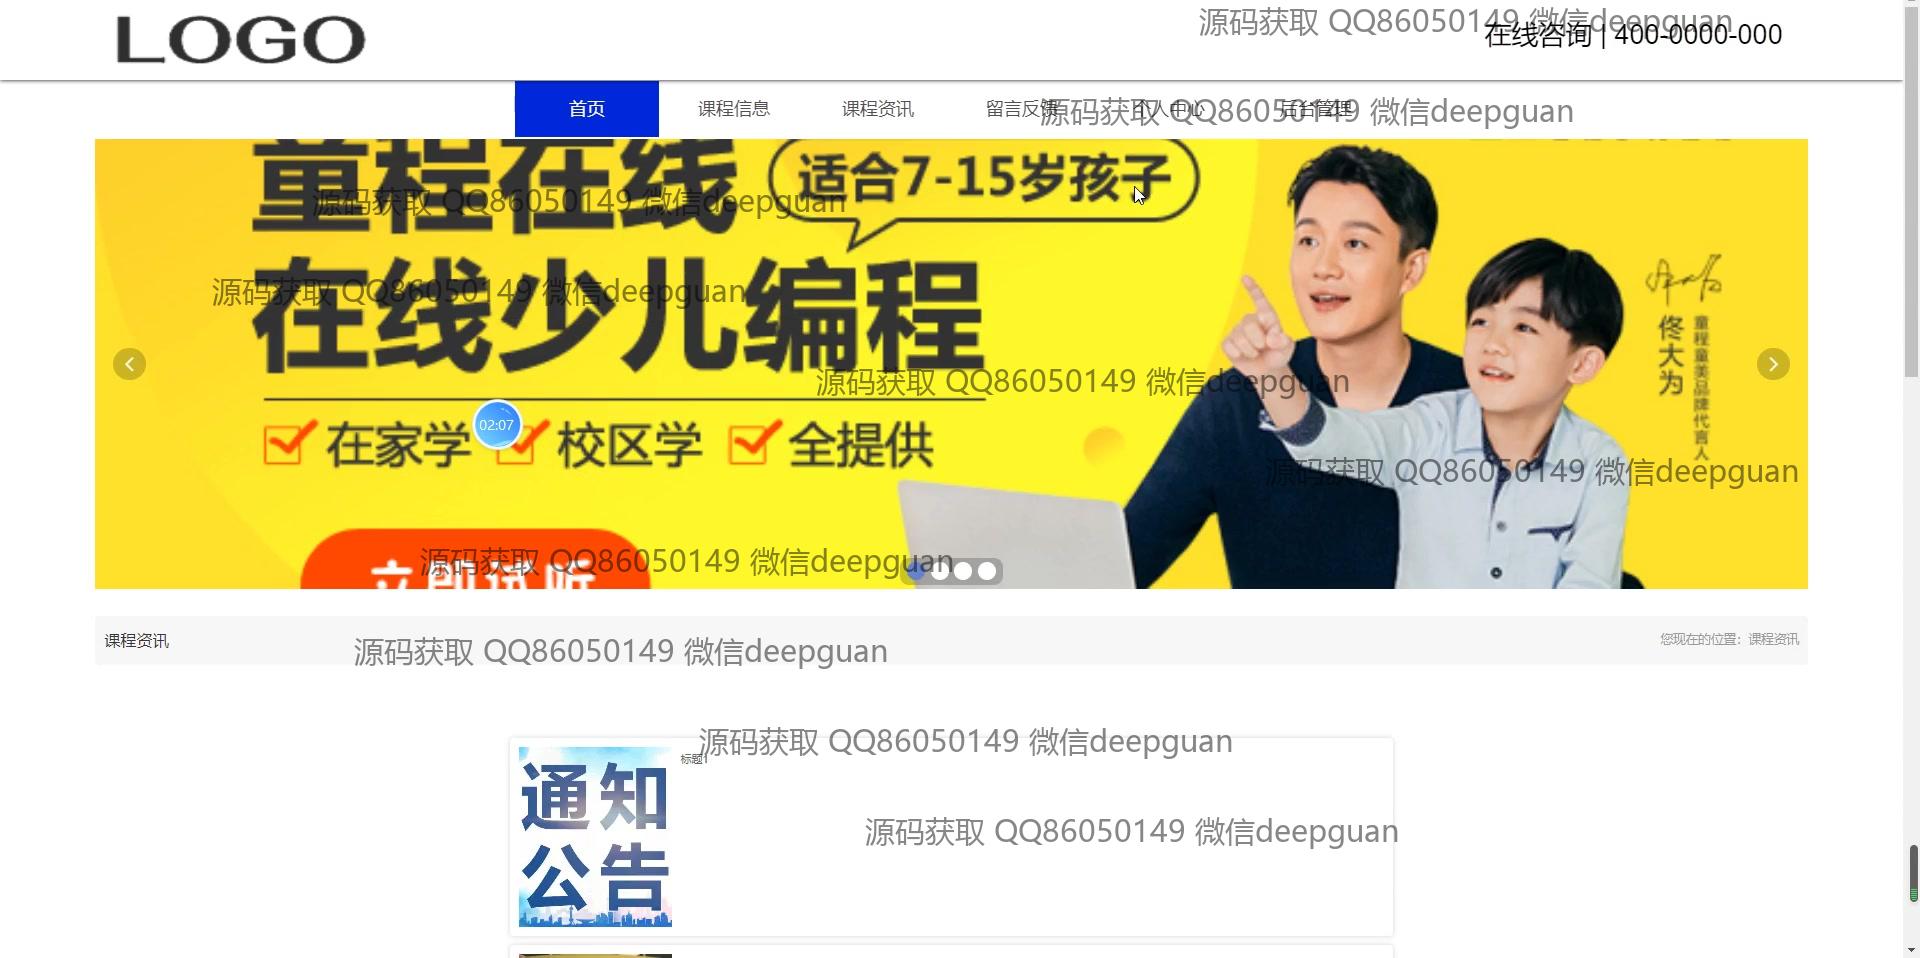 LOGO
源码获取 QQ86050149 微信deepguan
在线咨询 | 400-0000-000
首页
课程信息
课程资讯
留言反馈
个人中心
后台管理
源码获取 QQ86050149 微信deepguan
童程在线
适合7-15岁孩子
源码获取 QQ86050149 微信deepguan
源码获取 QQ86050149 微信deepguan
在线少儿编程
佟大为
童程童美品牌代言人
源码获取 QQ86050149 微信deepguan
02:07
在家学
校区学
全提供
源码获取 QQ86050149 微信deepguan
源码获取 QQ86050149 微信deepguan
立即试听
课程资讯
您现在的位置：课程资讯
源码获取 QQ86050149 微信deepguan
源码获取 QQ86050149 微信deepguan
标题1
通知
公告
源码获取 QQ86050149 微信deepguan